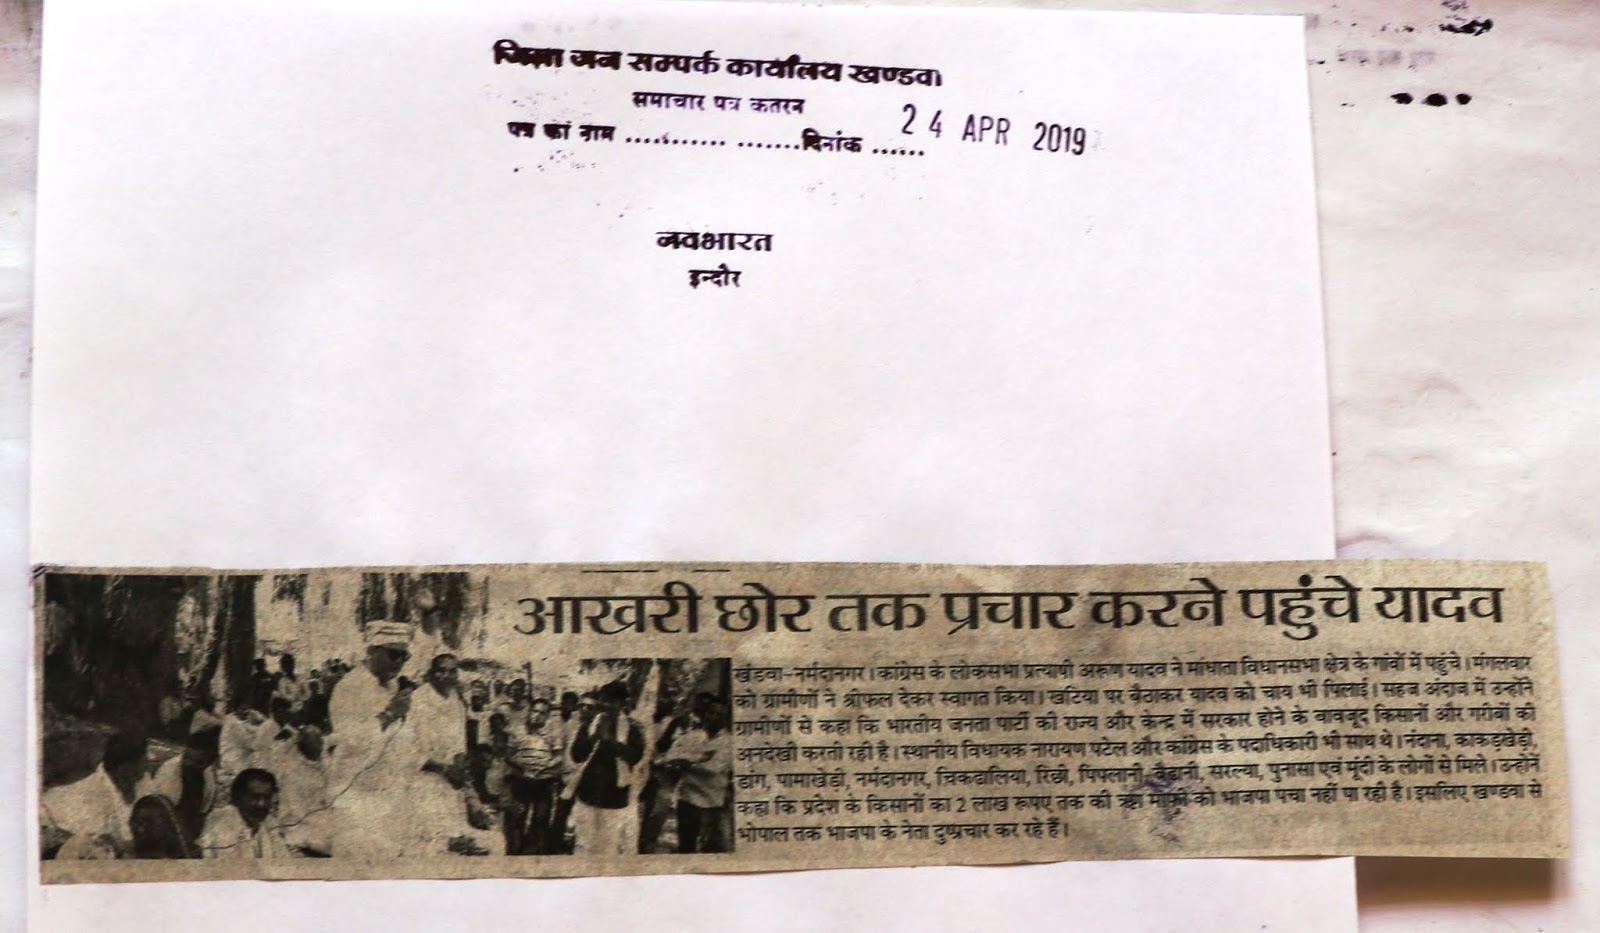 जिला जन सम्पर्क कार्यालय खण्डवा
समाचार पत्र कतरन
पत्र का नाम .................. दिनांक ...... 24 APR 2019
नवभारत
इन्दौर
आखरी छोर तक प्रचार करने पहुंचे यादव
खंडवा-नर्मदानगर। कांग्रेस के लोकसभा प्रत्याषी अरूण यादव ने मांधाता विधानसभा क्षेत्र के गांवों में पहुंचे। मंगलवार
को ग्रामीणों ने श्रीफल देकर स्वागत किया। खटिया पर बैठाकर यादव को चाय भी पिलाई। सहज अंदाज में उन्होंने
ग्रामीणों से कहा कि भारतीय जनता पार्टी की राज्य और केन्द्र में सरकार होने के बावजूद किसानों और गरीबों की
अनदेखी करती रही है। स्थानीय विधायक नारायण पटेल और कांग्रेस के पदाधिकारी भी साथ थे। नंदाना, काकड़खेड़ी,
डांग, पामाखेड़ी, नर्मदानगर, चिकडालिया, रिछी, पिपलानी, बैडानी, सरल्या, पुनासा एवं मूंदी के लोगों से मिले। उन्होंने
कहा कि प्रदेश के किसानों का 2 लाख रूपए तक की ऋण माफी को भाजपा पचा नहीं पा रही है। इसलिए खण्डवा से
भोपाल तक भाजपा के नेता दुष्प्रचार कर रहे हैं।